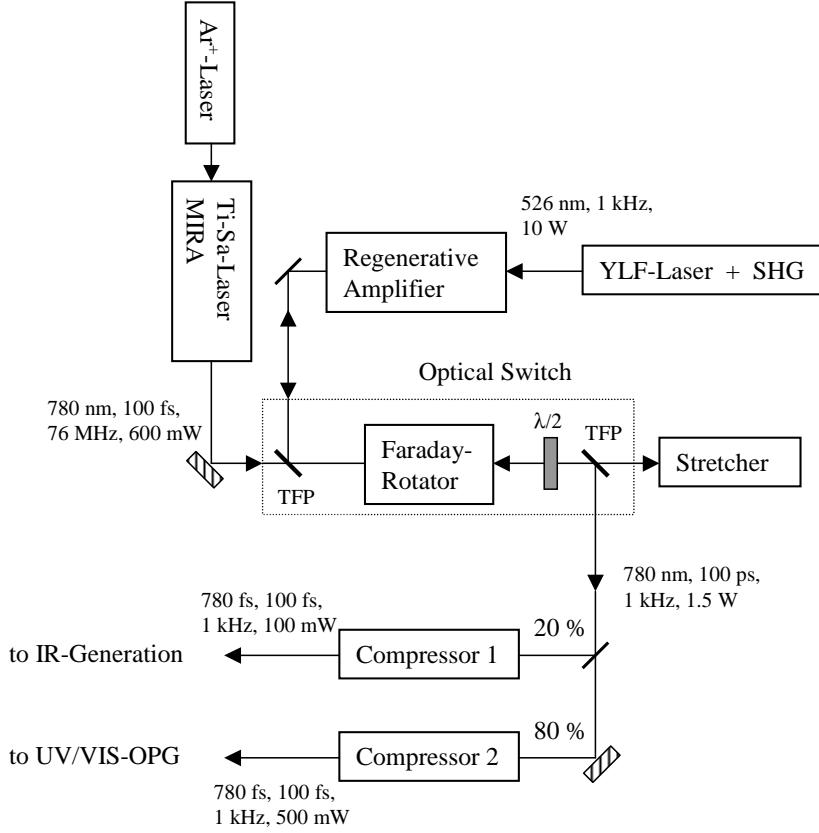 Ar⁺-Laser
Ti-Sa-Laser
MIRA
526 nm, 1 kHz,
10 W
Regenerative
Amplifier
YLF-Laser + SHG
Optical Switch
780 nm, 100 fs,
76 MHz, 600 mW
λ/2
TFP
Faraday-
Rotator
Stretcher
TFP
780 nm, 100 ps,
1 kHz, 1.5 W
780 fs, 100 fs,
1 kHz, 100 mW
20 %
to IR-Generation
Compressor 1
80 %
to UV/VIS-OPG
Compressor 2
780 fs, 100 fs,
1 kHz, 500 mW